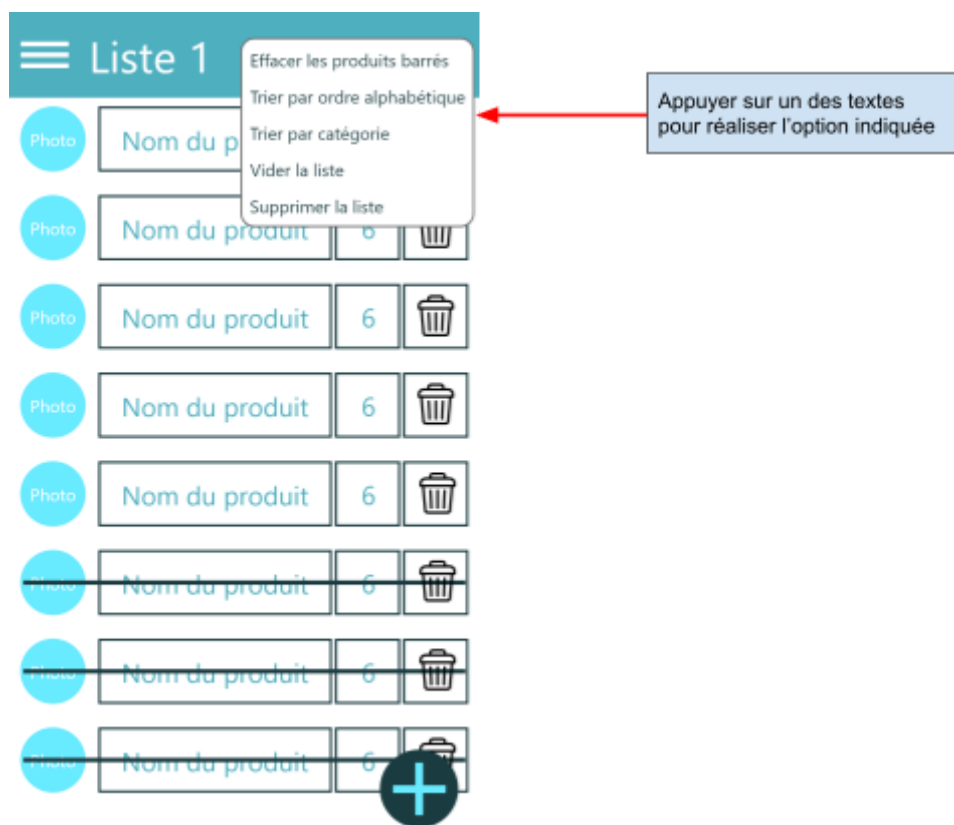 Liste 1
Effacer les produits barrés
Trier par ordre alphabétique
Trier par catégorie
Vider la liste
Supprimer la liste
Appuyer sur un des textes
pour réaliser l'option indiquée
Photo Nom du p
Photo Nom du produit 6
Photo Nom du produit 6
Photo Nom du produit 6
Photo Nom du produit 6
Photo Nom du produit 6
Photo Nom du produit 6
Photo Nom du produit 6